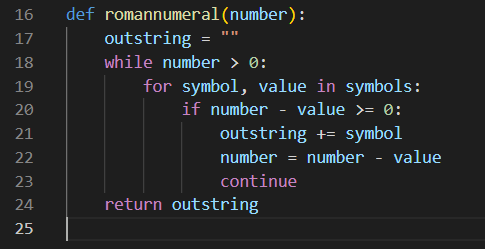 16 def romannumeral(number):
17     outstring = ""
18     while number > 0:
19         for symbol, value in symbols:
20             if number - value >= 0:
21                 outstring += symbol
22                 number = number - value
23                 continue
24     return outstring
25